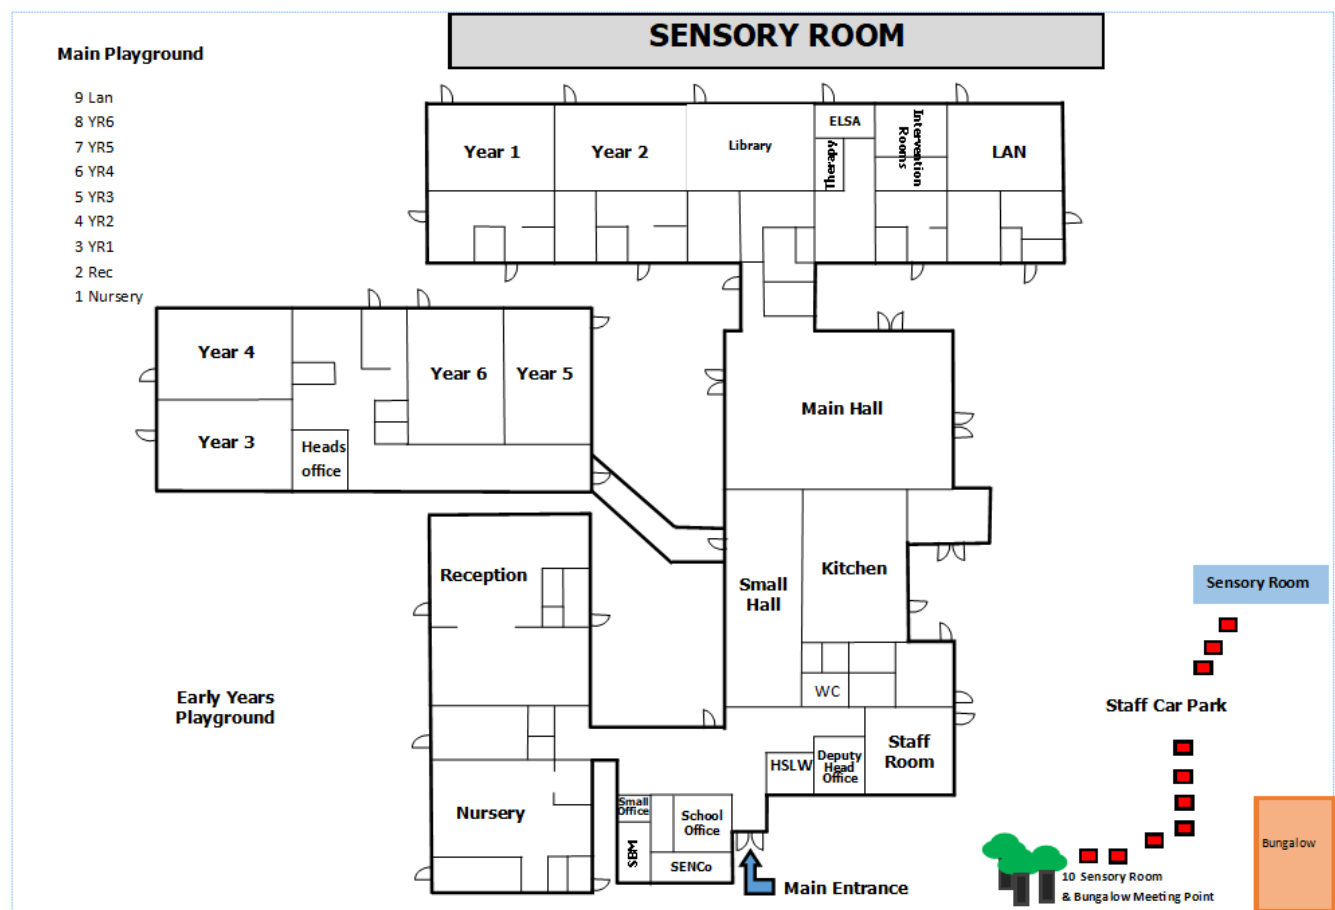 SENSORY ROOM
Main Playground
9 Lan
8 YR6
7 YR5
6 YR4
5 YR3
4 YR2
3 YR1
2 Rec
1 Nursery
Year 1
Year 2
Library
ELSA
Therapy
Intervention
Rooms
LAN
Year 4
Year 6
Year 5
Year 3
Heads
office
Main Hall
Reception
Small
Hall
Kitchen
Sensory Room
WC
Early Years
Playground
Staff Car Park
HSLW
Deputy
Head
Office
Staff
Room
Nursery
Small
Office
SBM
School
Office
SENCo
Main Entrance
Bungalow
10 Sensory Room
& Bungalow Meeting Point